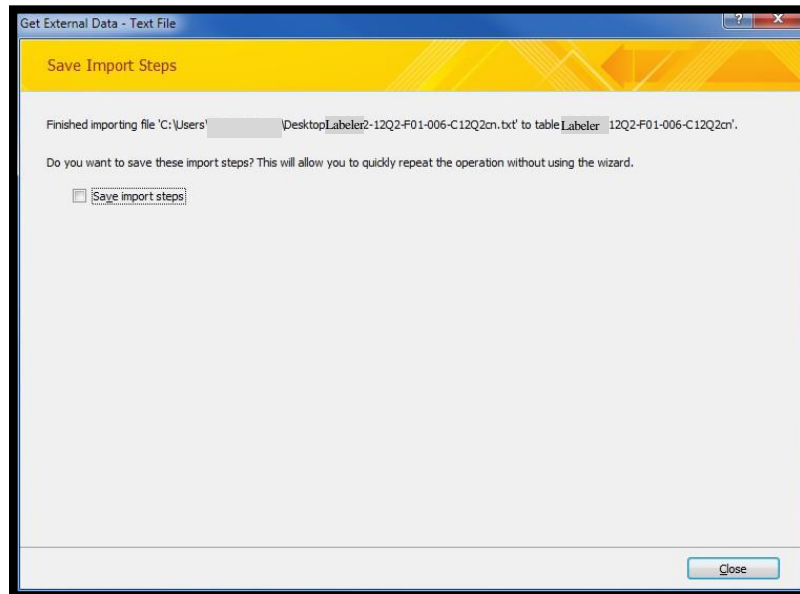 Get External Data - Text File
Save Import Steps
Finished importing file 'C:\Users' \DesktopLabeler2-12Q2-F01-006-C12Q2cn.txt' to table Labeler 12Q2-F01-006-C12Q2cn'.
Do you want to save these import steps? This will allow you to quickly repeat the operation without using the wizard.
Save import steps
Close